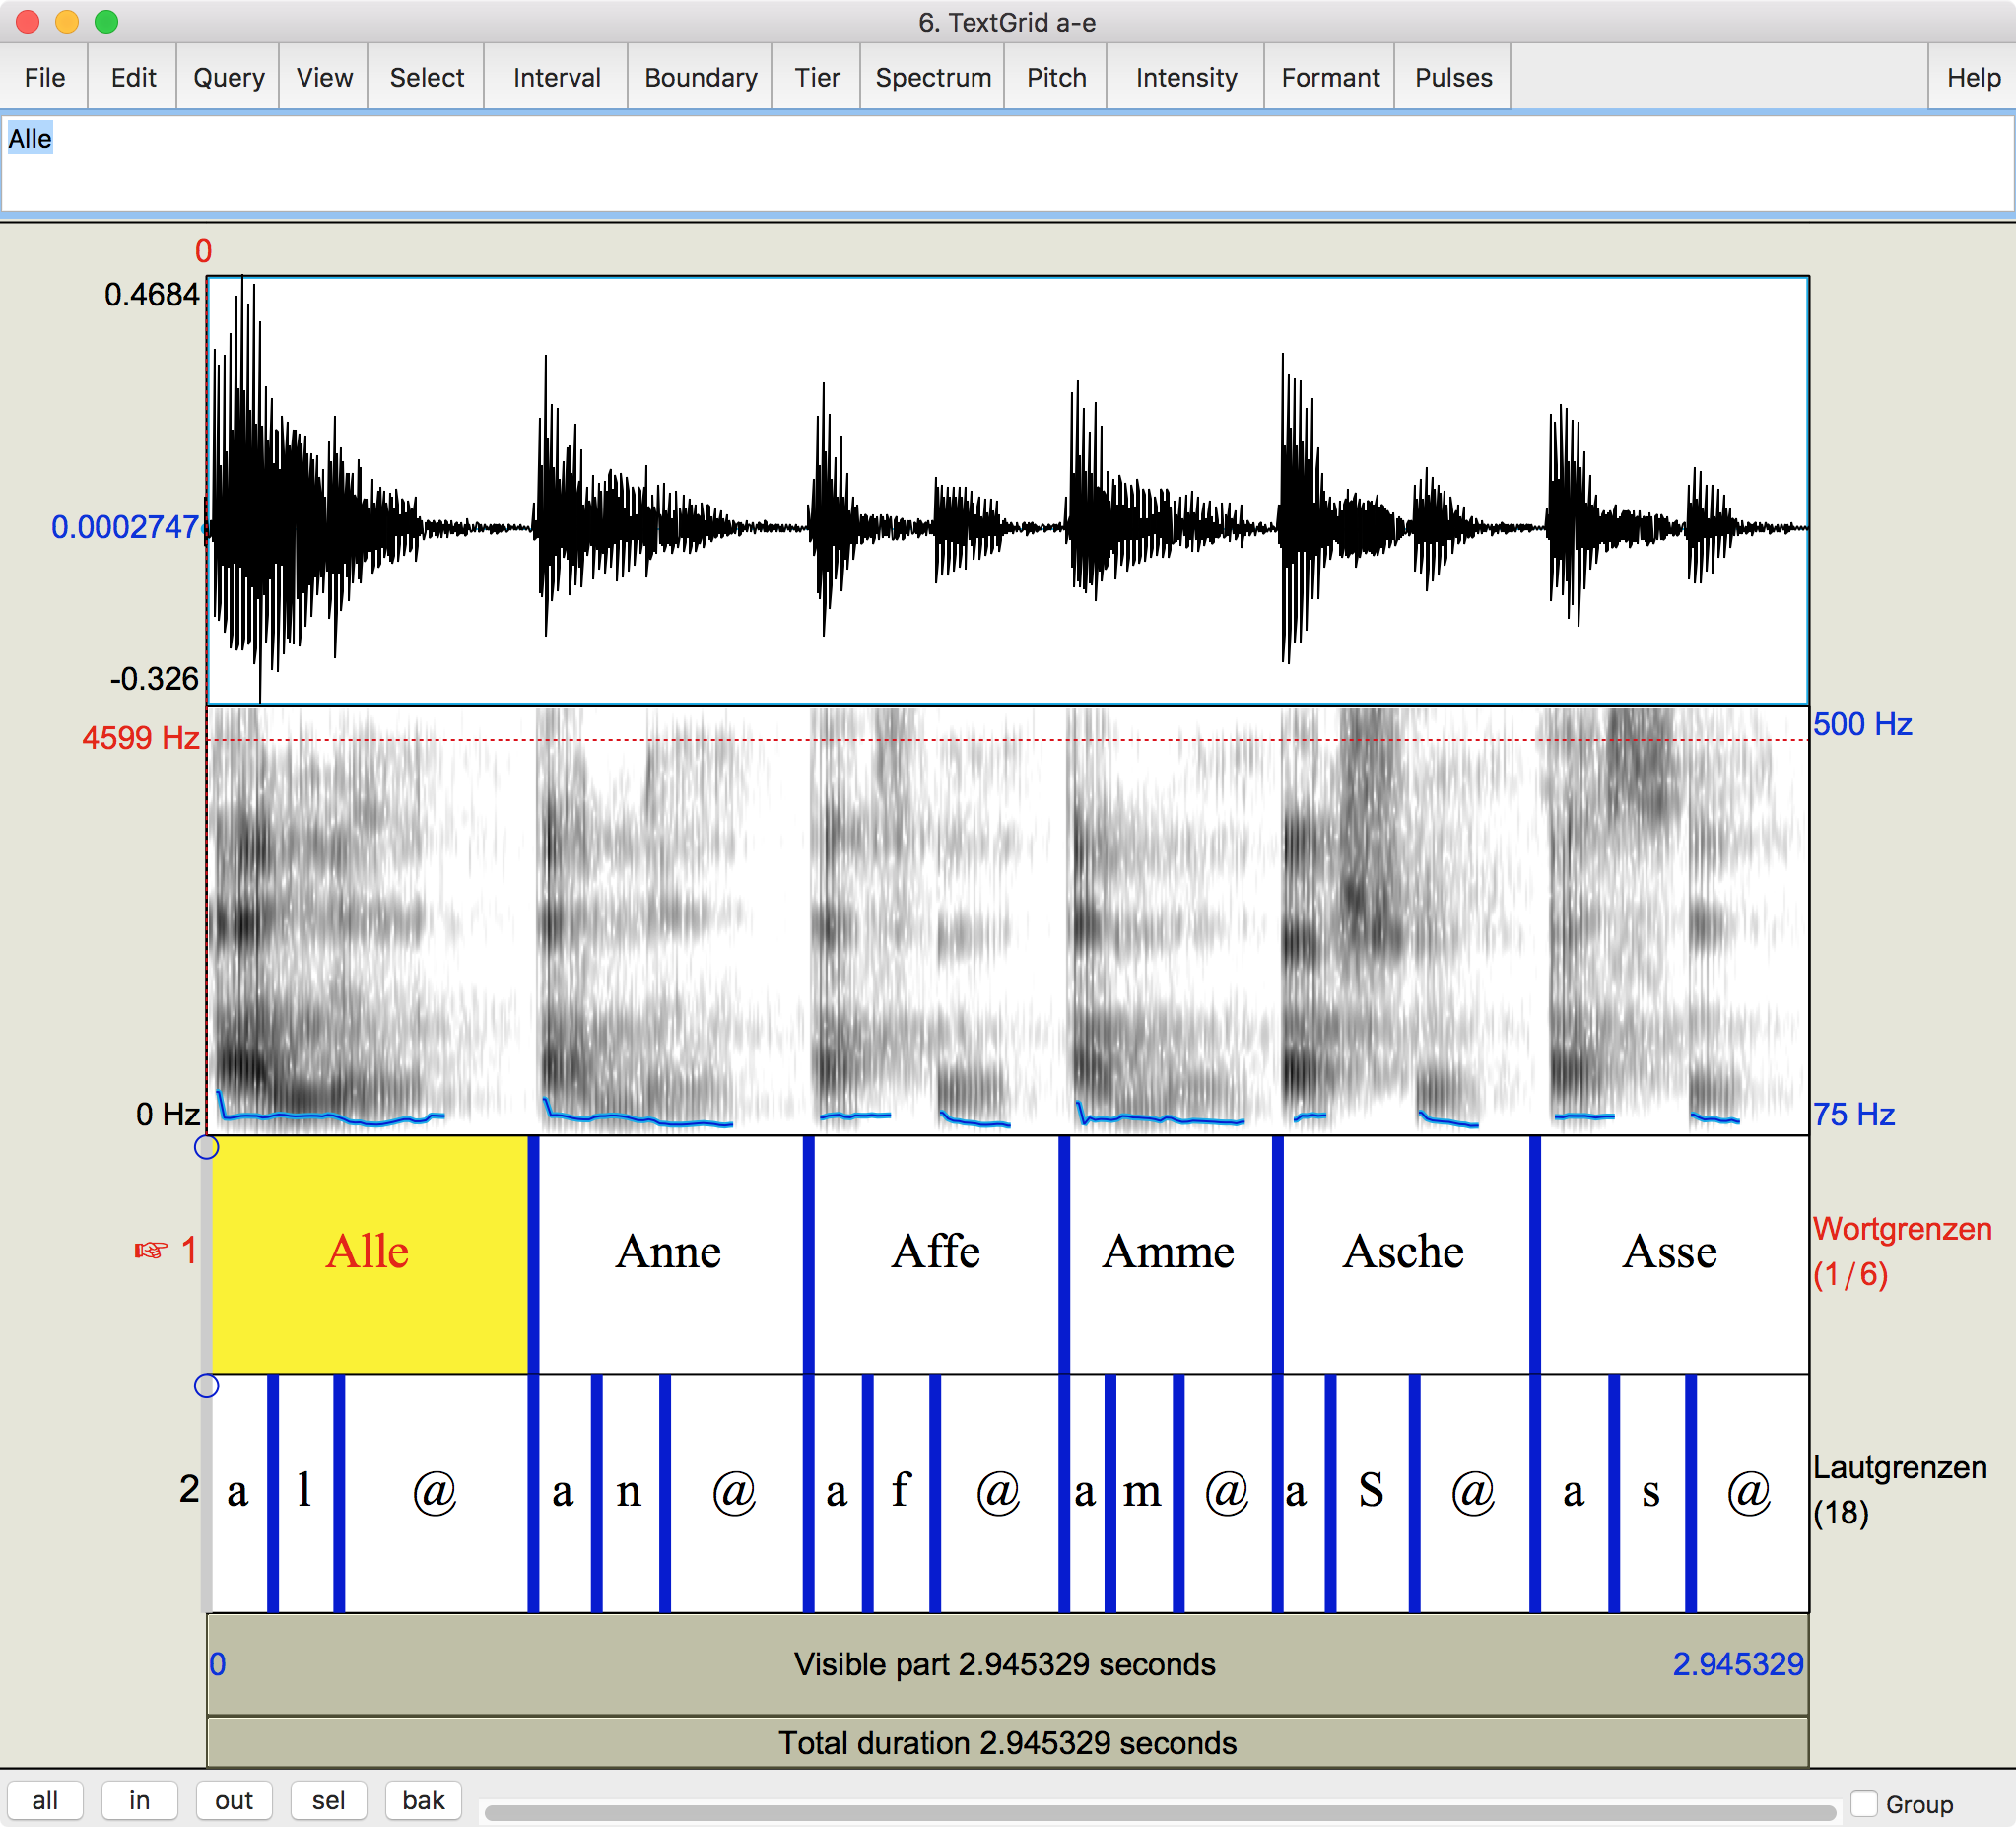 6. TextGrid a-e
File Edit Query View Select Interval Boundary Tier Spectrum Pitch Intensity Formant Pulses Help
Alle
0
0.4684
0.0002747
-0.326
4599 Hz 500 Hz
0 Hz 75 Hz
☞ 1 Alle Anne Affe Amme Asche Asse Wortgrenzen
(1/6)
2 a l @ a n @ a f @ a m @ a S @ a s @ Lautgrenzen
(18)
0 Visible part 2.945329 seconds 2.945329
Total duration 2.945329 seconds
all in out sel bak Group